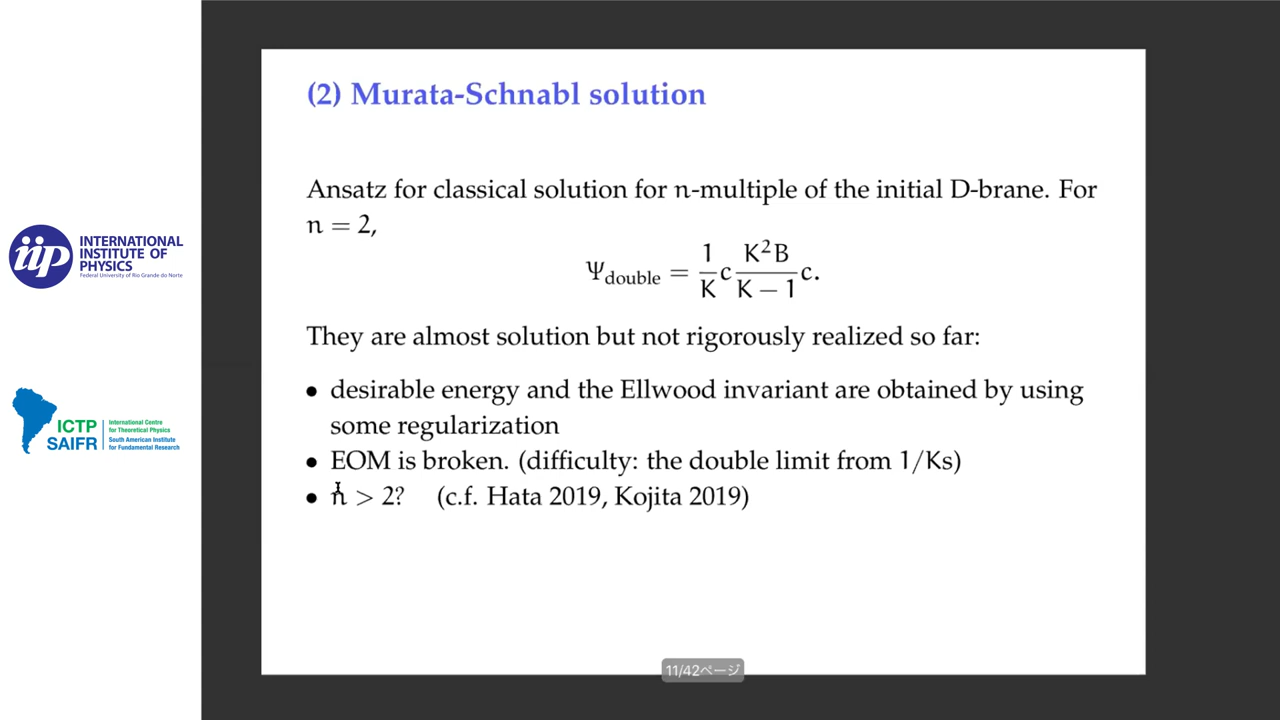 (2) Murata-Schnabl solution
Ansatz for classical solution for n-multiple of the initial D-brane. For
n = 2,
Ψ_double = 1/K c K²B/(K − 1) c.
They are almost solution but not rigorously realized so far:
• desirable energy and the Ellwood invariant are obtained by using
some regularization
• EOM is broken. (difficulty: the double limit from 1/Ks)
• n > 2? (c.f. Hata 2019, Kojita 2019)
11/42ページ
iip
INTERNATIONAL
INSTITUTE OF
PHYSICS
Federal University of Rio Grande do Norte
ICTP
SAIFR
International Centre
for Theoretical Physics
South American Institute
for Fundamental Research